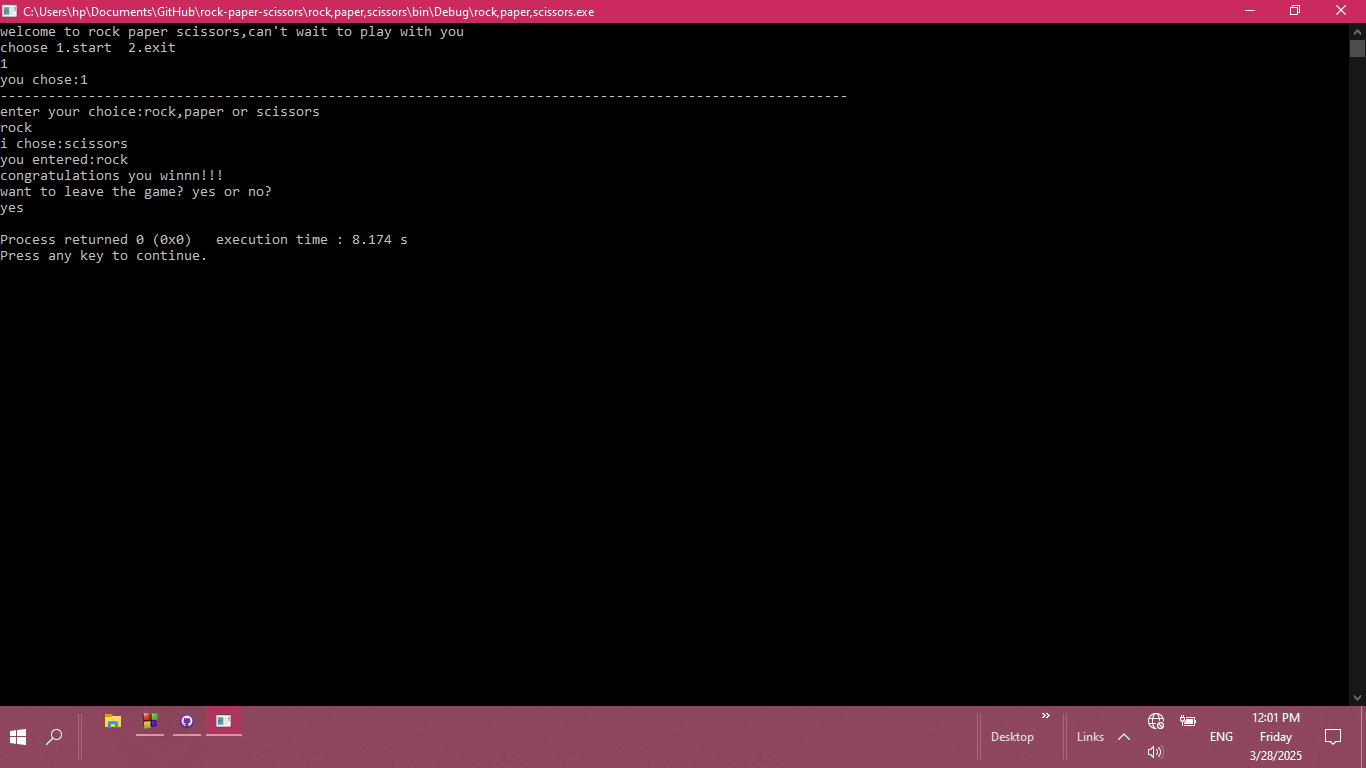 C:\Users\hp\Documents\GitHub\rock-paper-scissors\rock,paper,scissors\bin\Debug\rock,paper,scissors.exe
welcome to rock paper scissors,can't wait to play with you
choose 1.start  2.exit
1
you chose:1
----------------------------------------------------------------------------------------------------------
enter your choice:rock,paper or scissors
rock
i chose:scissors
you entered:rock
congratulations you winnn!!!
want to leave the game? yes or no?
yes
Process returned 0 (0x0)   execution time : 8.174 s
Press any key to continue.
Desktop
Links
ENG
12:01 PM
Friday
3/28/2025